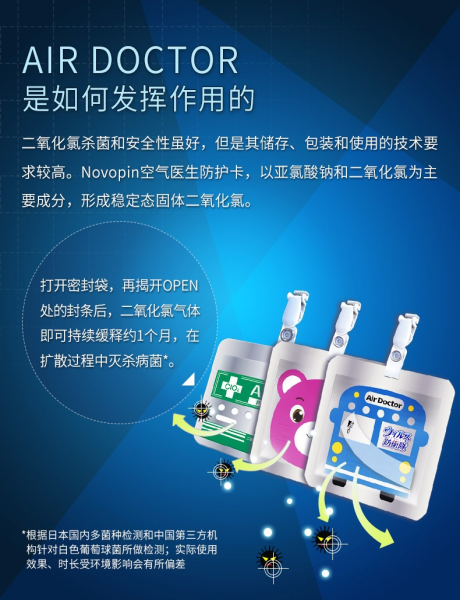 AIR DOCTOR
是如何发挥作用的
二氧化氯杀菌和安全性虽好，但是其储存、包装和使用的技术要
求较高。Novopin空气医生防护卡，以亚氯酸钠和二氧化氯为主
要成分，形成稳定态固体二氧化氯。
打开密封袋，再揭开OPEN
处的封条后，二氧化氯气体
即可持续缓释约1个月，在
扩散过程中灭杀病菌*。
ClO₂
A
Air Doctor
ウイルス
防衛隊
*根据日本国内多菌种检测和中国第三方机
构针对白色葡萄球菌所做检测；实际使用
效果、时长受环境影响会有所偏差